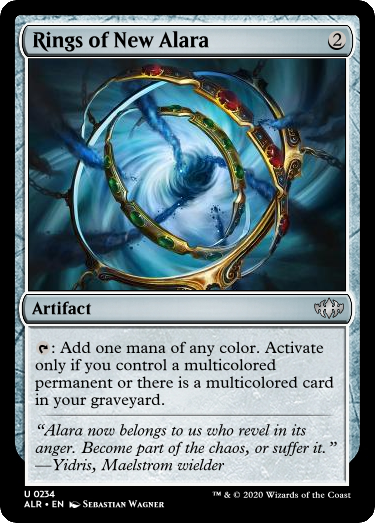 Rings of New Alara 2
Artifact
: Add one mana of any color. Activate
only if you control a multicolored
permanent or there is a multicolored card
in your graveyard.
“Alara now belongs to us who revel in its
anger. Become part of the chaos, or suffer it.”
—Yidris, Maelstrom wielder
U 0234
ALR • EN Sebastian Wagner
™ & © 2020 Wizards of the Coast